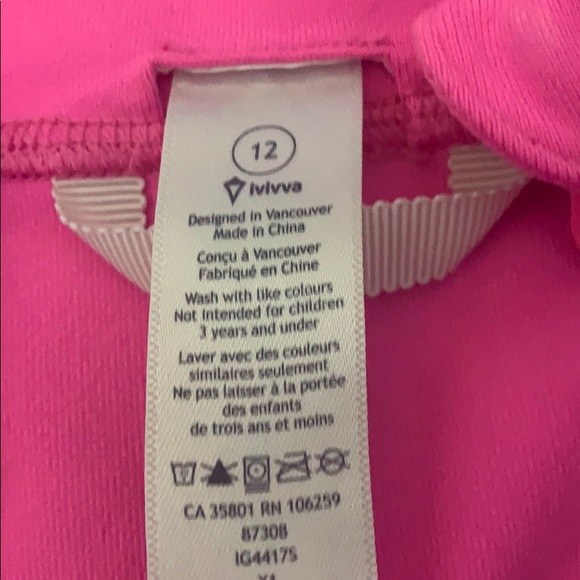 12
ivivva
Designed in Vancouver
Made in China
Conçu à Vancouver
Fabriqué en Chine
Wash with like colours
Not Intended for children
3 years and under
Laver avec des couleurs
similaires seulement
Ne pas laisser à la portée
des enfants
de trois ans et moins
CA 35801 RN 106259
8730B
IG4417S